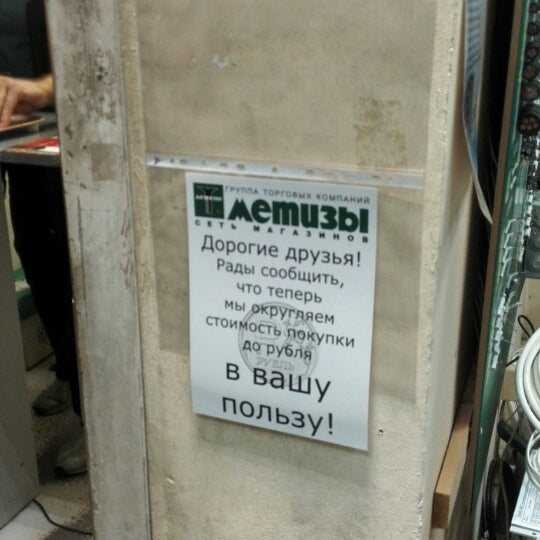 ГРУППА ТОРГОВЫХ КОМПАНИЙ
метизы
СЕТЬ МАГАЗИНОВ
Дорогие друзья!
Рады сообщить,
что теперь
мы округляем
стоимость покупки
до рубля
РУБЛЬ
в вашу
пользу!